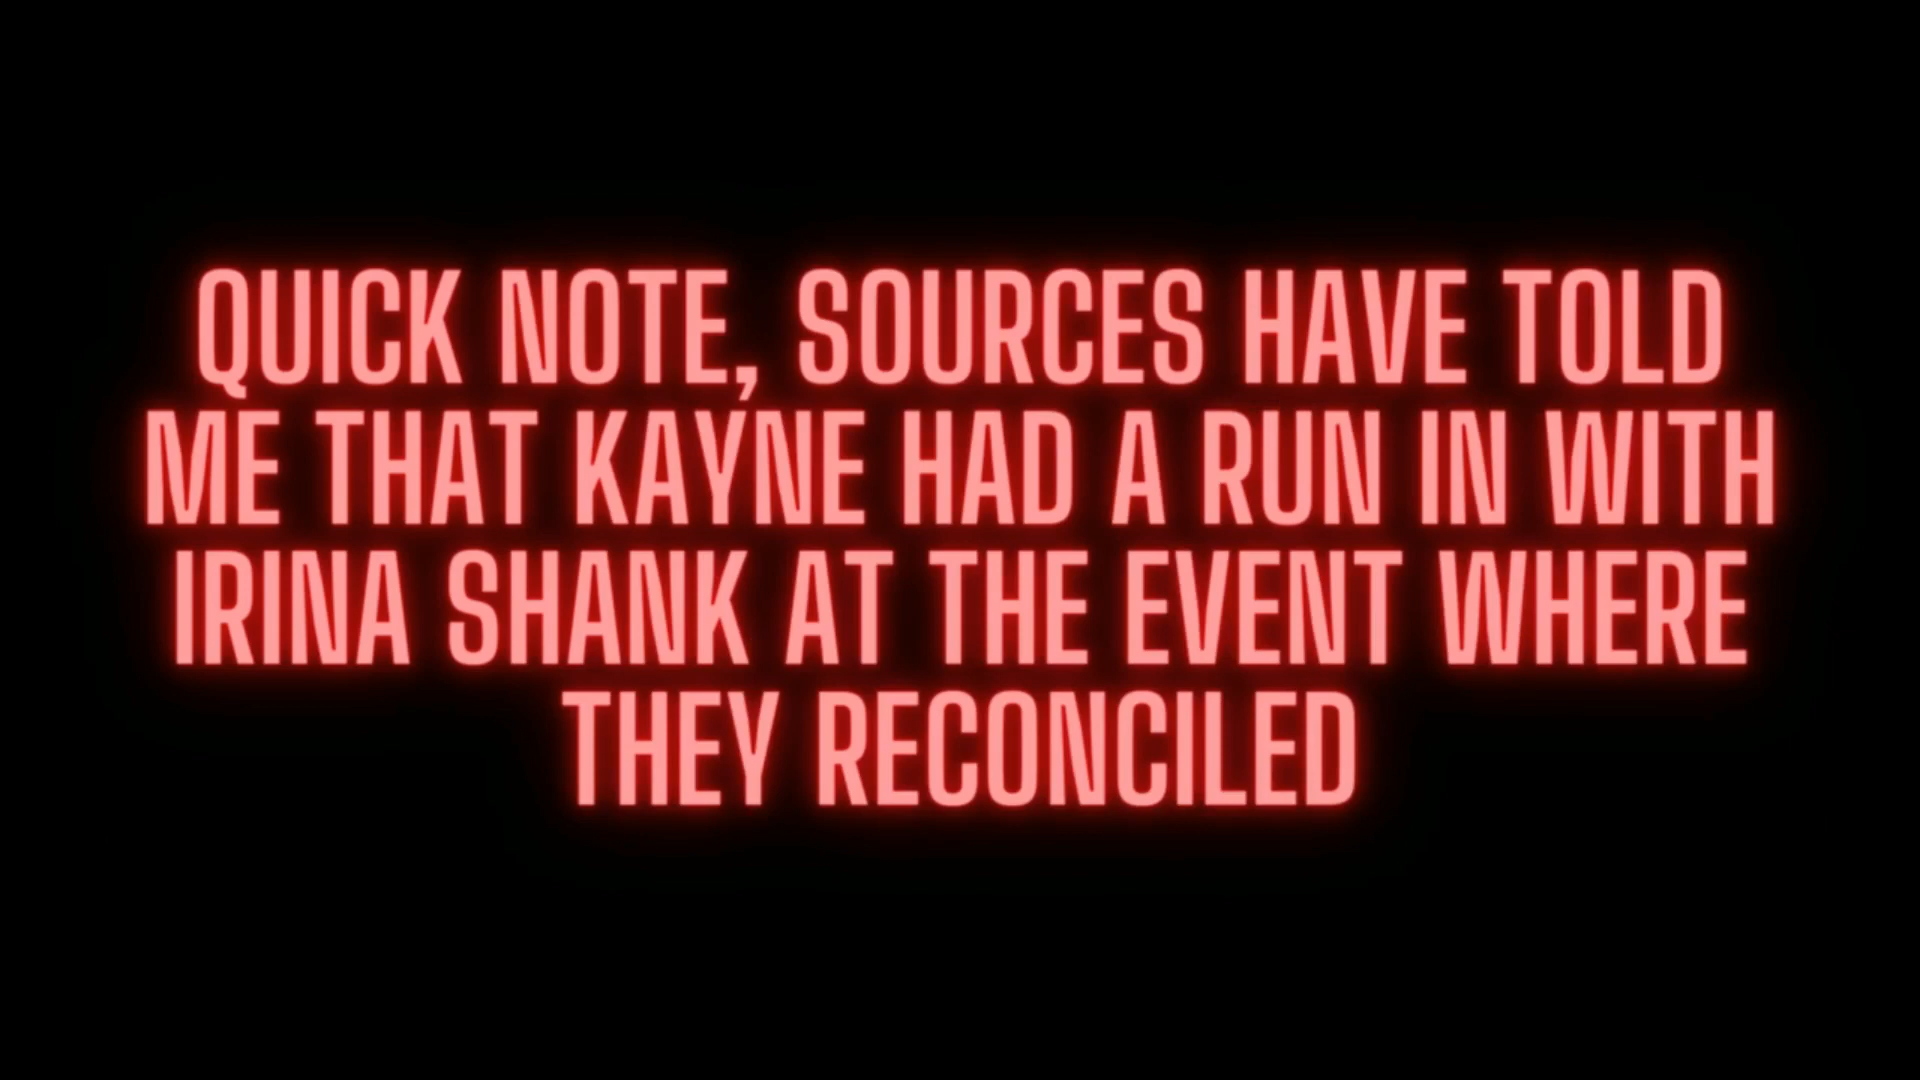 QUICK NOTE, SOURCES HAVE TOLD
ME THAT KAYNE HAD A RUN IN WITH
IRINA SHANK AT THE EVENT WHERE
THEY RECONCILED